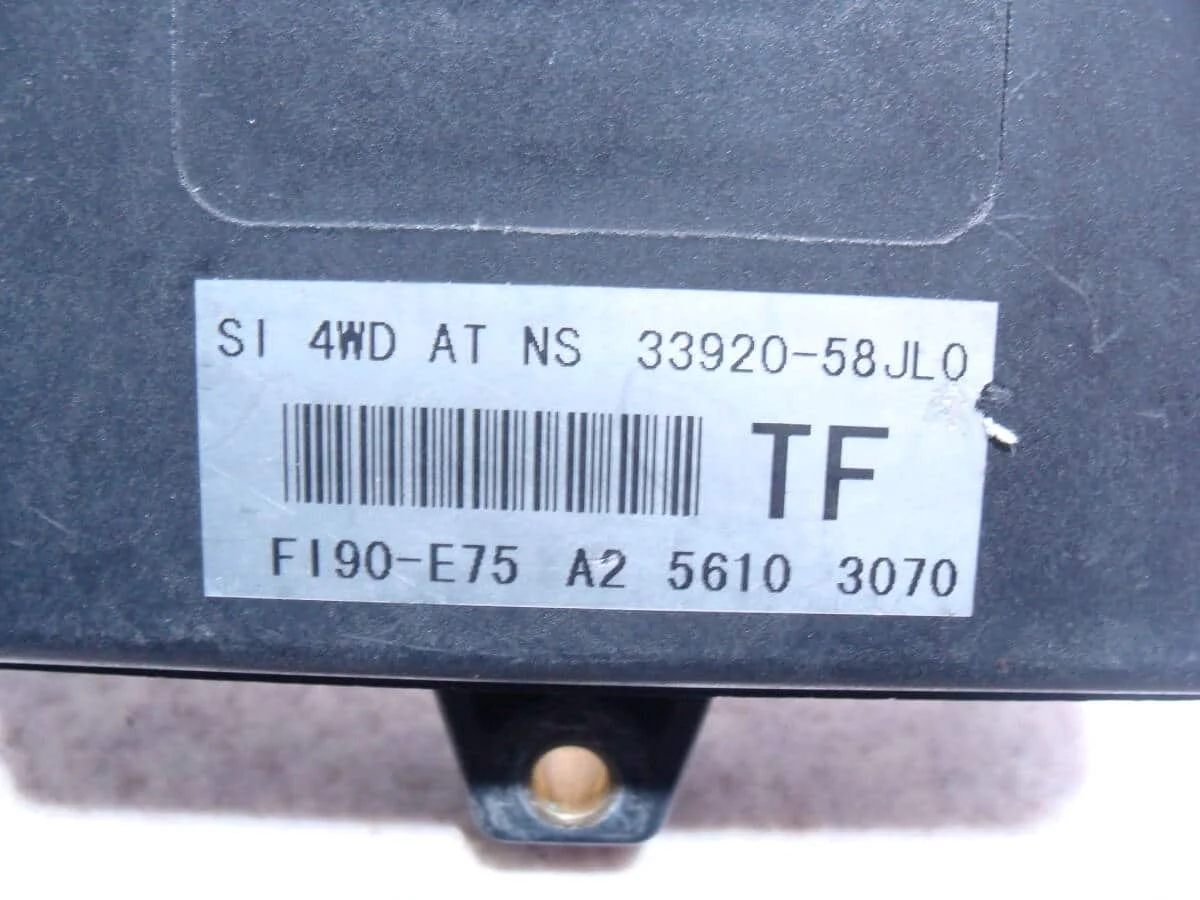 SI 4WD AT NS 33920-58JL0
TF
FI90-E75 A2 5610 3070